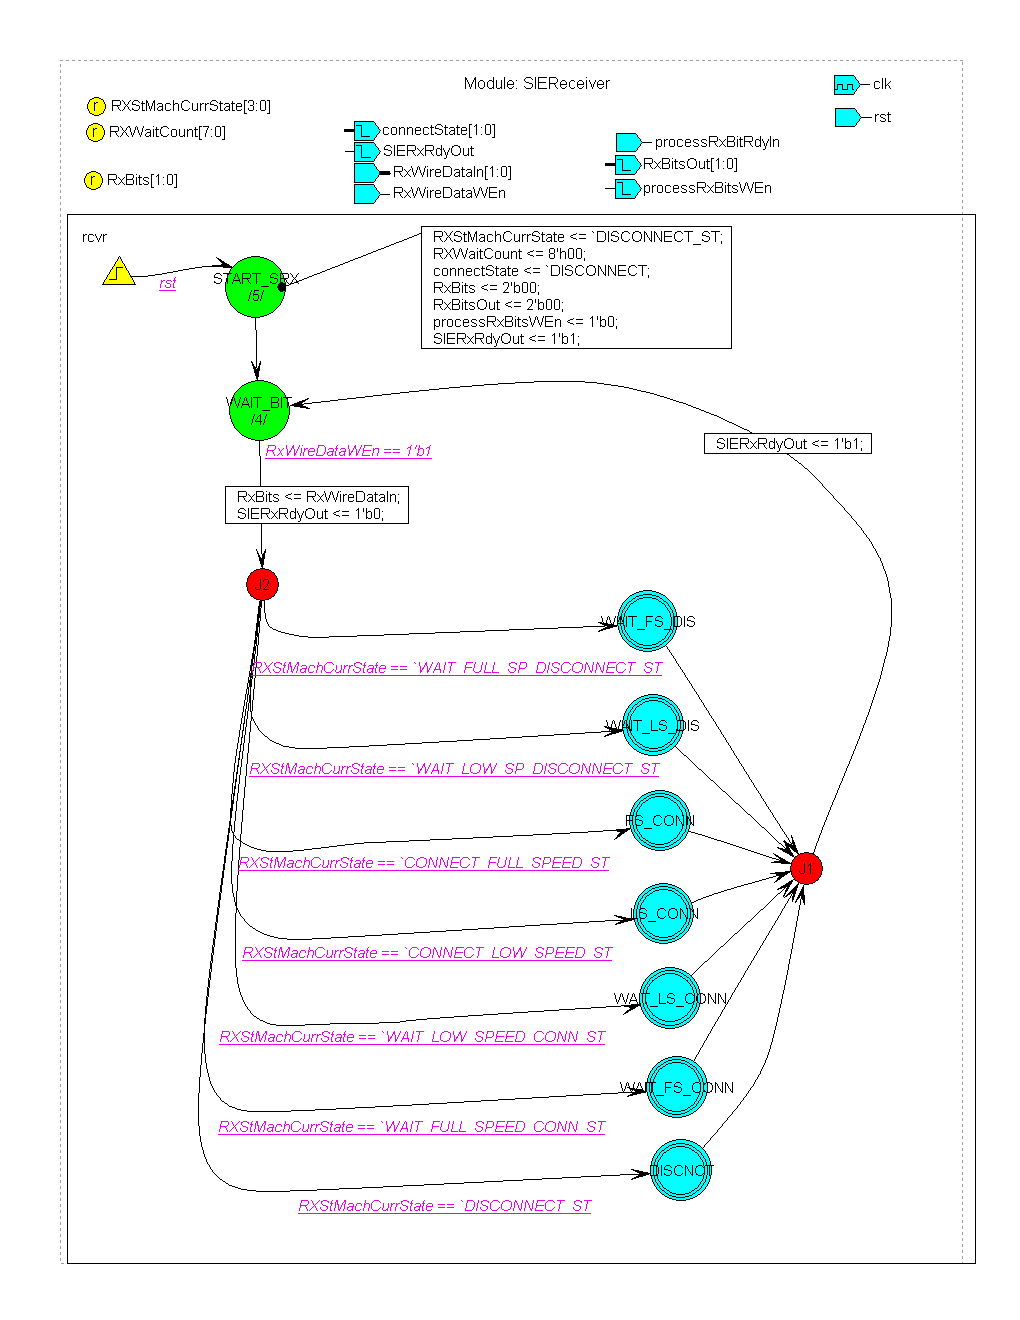 Module: SIEReceiver
clk
rst
r RXStMachCurrState[3:0]
r RXWaitCount[7:0]
r RxBits[1:0]
connectState[1:0]
SIERxRdyOut
RxWireDataIn[1:0]
RxWireDataWEn
processRxBitRdyIn
RxBitsOut[1:0]
processRxBitsWEn
rcvr
rst
START_SRX
/5/
RXStMachCurrState <= `DISCONNECT_ST;
RXWaitCount <= 8'h00;
connectState <= `DISCONNECT;
RxBits <= 2'b00;
RxBitsOut <= 2'b00;
processRxBitsWEn <= 1'b0;
SIERxRdyOut <= 1'b1;
WAIT_BIT
/4/
RxWireDataWEn == 1'b1
SIERxRdyOut <= 1'b1;
RxBits <= RxWireDataIn;
SIERxRdyOut <= 1'b0;
J2
WAIT_FS_DIS
RXStMachCurrState == `WAIT_FULL_SP_DISCONNECT_ST
WAIT_LS_DIS
RXStMachCurrState == `WAIT_LOW_SP_DISCONNECT_ST
FS_CONN
RXStMachCurrState == `CONNECT_FULL_SPEED_ST
J1
LS_CONN
RXStMachCurrState == `CONNECT_LOW_SPEED_ST
WAIT_LS_CONN
RXStMachCurrState == `WAIT_LOW_SPEED_CONN_ST
WAIT_FS_CONN
RXStMachCurrState == `WAIT_FULL_SPEED_CONN_ST
DISCNCT
RXStMachCurrState == `DISCONNECT_ST